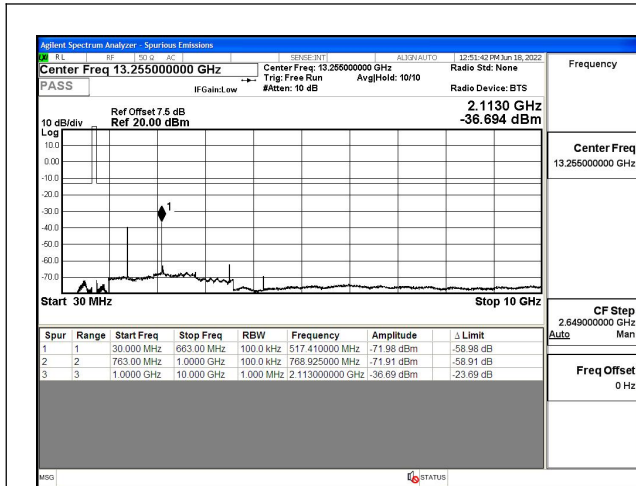 Agilent Spectrum Analyzer - Spurious Emissions
RL RF 50 Ω AC SENSE:INT ALIGN AUTO 12:51:42 PM Jun 18, 2022
Center Freq 13.255000000 GHz Center Freq: 13.255000000 GHz Radio Std: None
Trig: Free Run Avg|Hold: 10/10
PASS IFGain:Low #Atten: 10 dB Radio Device: BTS
Ref Offset 7.5 dB 2.1130 GHz
10 dB/div Ref 20.00 dBm -36.694 dBm
Log
10.0
0.00
-10.0
-20.0
-30.0
1
-40.0
-50.0
-60.0
-70.0
Start 30 MHz Stop 10 GHz
Spur Range Start Freq Stop Freq RBW Frequency Amplitude Δ Limit
1 1 30.000 MHz 663.00 MHz 100.0 kHz 517.410000 MHz -71.98 dBm -58.98 dB
2 2 763.00 MHz 1.0000 GHz 100.0 kHz 768.925000 MHz -71.91 dBm -58.91 dB
3 3 1.0000 GHz 10.000 GHz 1.000 MHz 2.113000000 GHz -36.69 dBm -23.69 dB
MSG STATUS
Frequency
Center Freq
13.255000000 GHz
CF Step
2.649000000 GHz
Auto Man
Freq Offset
0 Hz